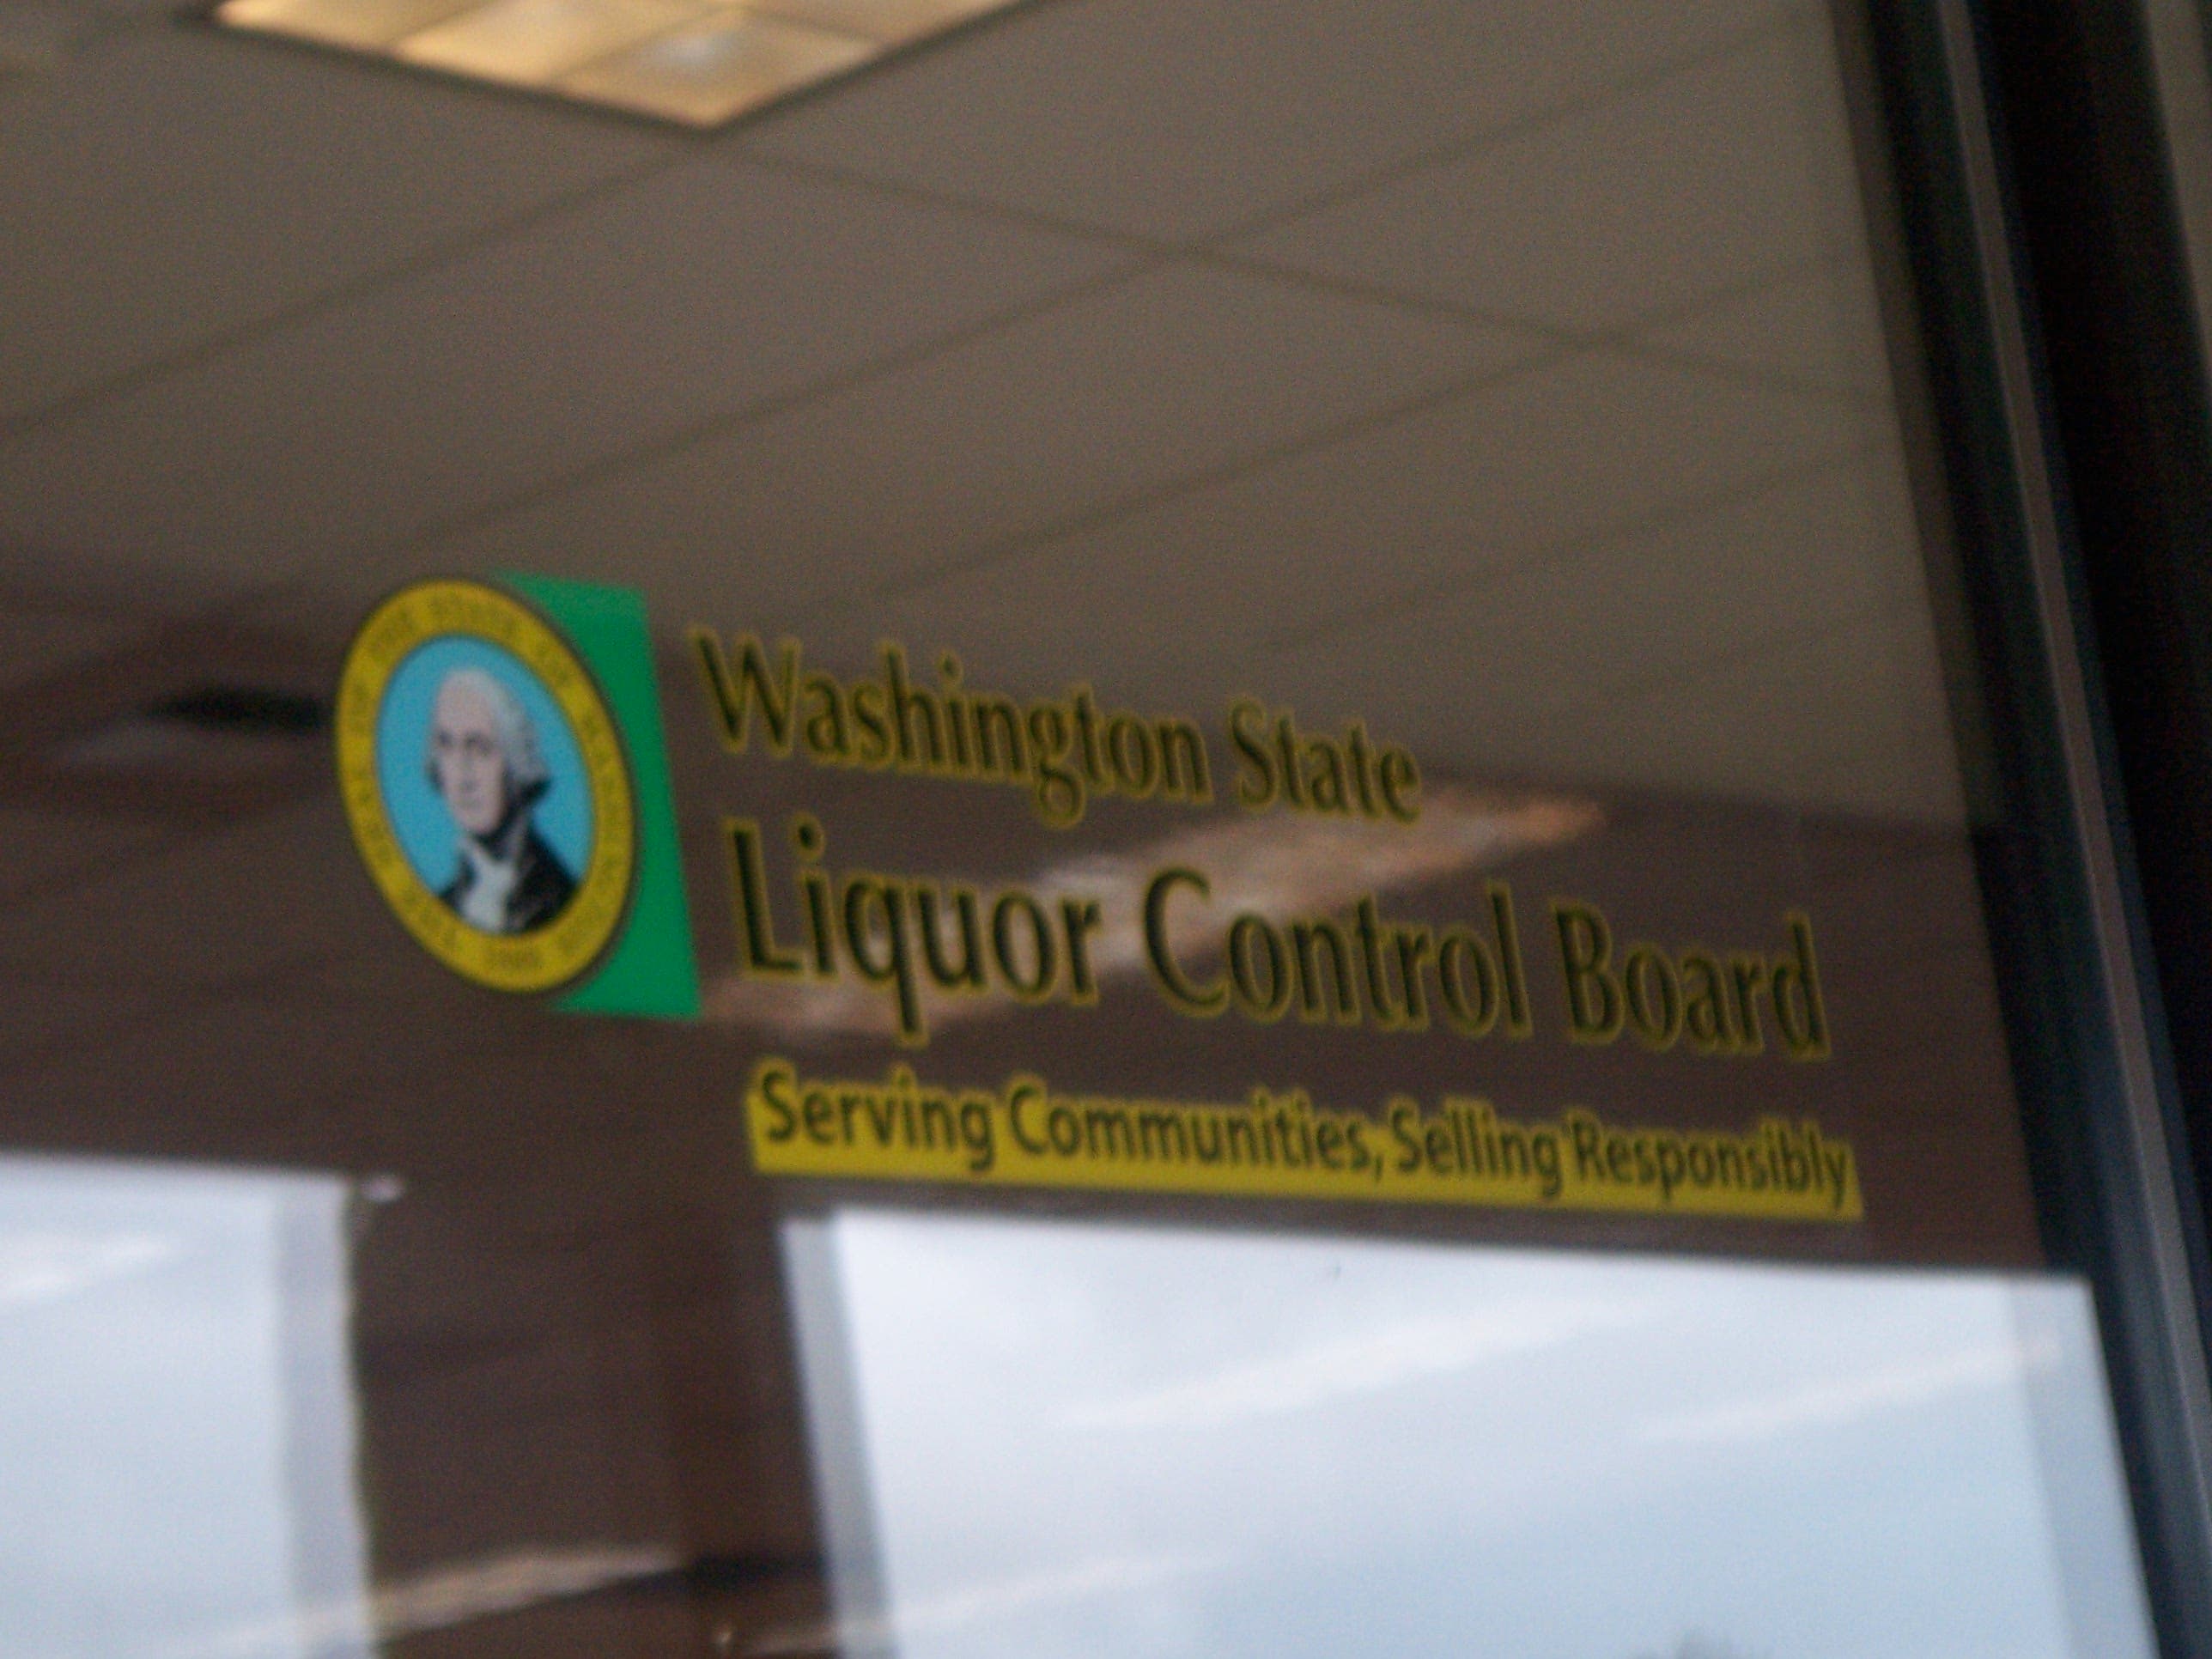 Washington State
Liquor Control Board
Serving Communities, Selling Responsibly